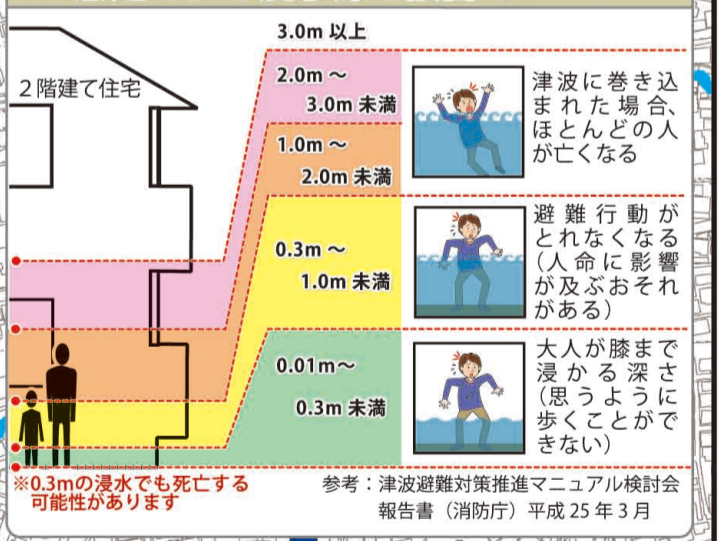 3.0m 以上
2階建て住宅
2.0m ～
3.0m 未満
1.0m ～
2.0m 未満
0.3m ～
1.0m 未満
0.01m～
0.3m 未満
津波に巻き込
まれた場合、
ほとんどの人
が亡くなる
避難行動が
とれなくなる
（人命に影響
が及ぶおそれ
がある）
大人が膝まで
浸かる深さ
（思うように
歩くことがで
きない）
※0.3mの浸水でも死亡する
可能性があります
参考：津波避難対策推進マニュアル検討会
報告書（消防庁）平成 25 年 3 月